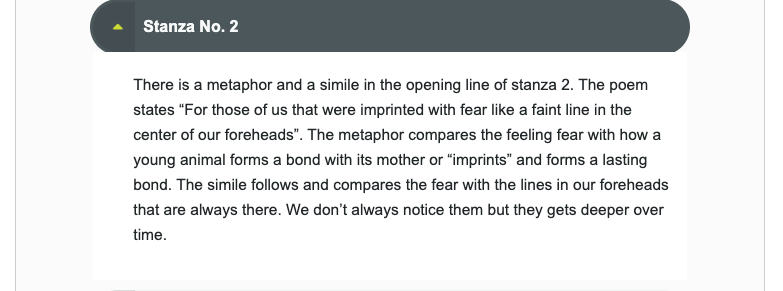 Stanza No. 2
There is a metaphor and a simile in the opening line of stanza 2. The poem
states “For those of us that were imprinted with fear like a faint line in the
center of our foreheads”. The metaphor compares the feeling fear with how a
young animal forms a bond with its mother or “imprints” and forms a lasting
bond. The simile follows and compares the fear with the lines in our foreheads
that are always there. We don’t always notice them but they gets deeper over
time.